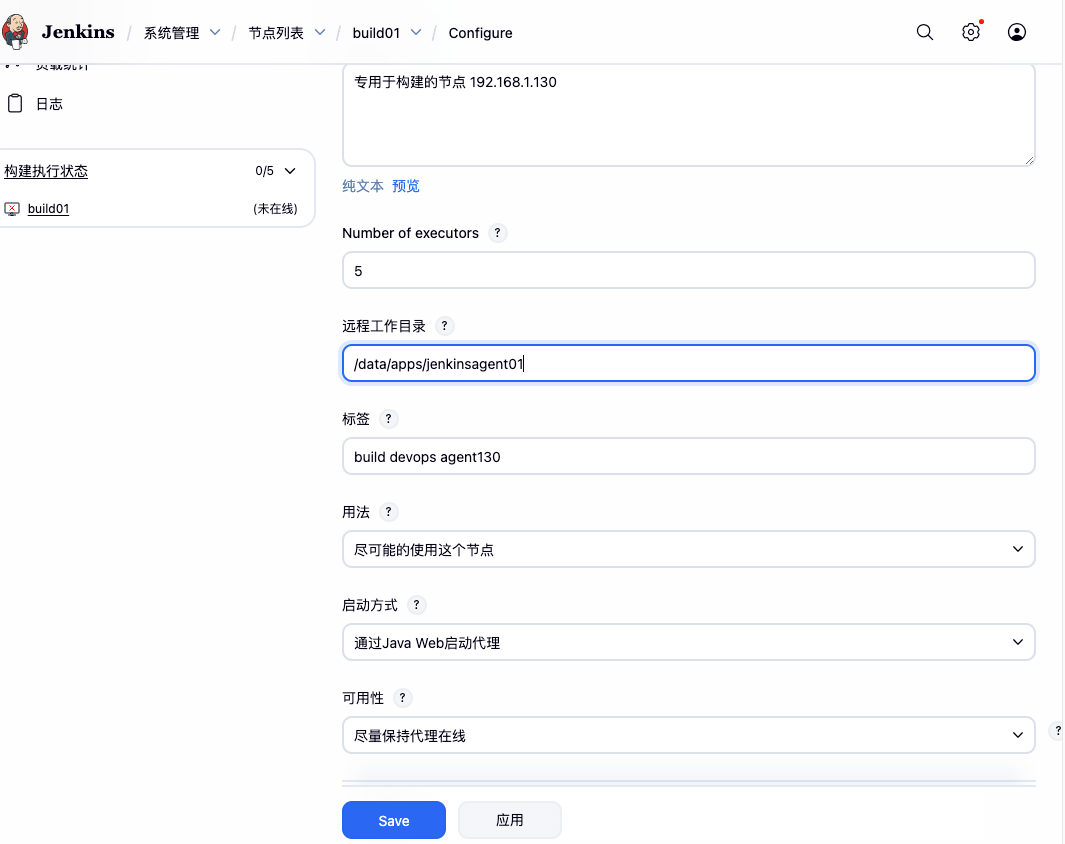 Jenkins / 系统管理 / 节点列表 / build01 / Configure
负载统计
日志
构建执行状态 0/5
build01 (未在线)
专用于构建的节点 192.168.1.130
纯文本 预览
Number of executors ?
5
远程工作目录 ?
/data/apps/jenkinsagent01
标签 ?
build devops agent130
用法 ?
尽可能的使用这个节点
启动方式 ?
通过Java Web启动代理
可用性 ?
尽量保持代理在线
?
Save 应用